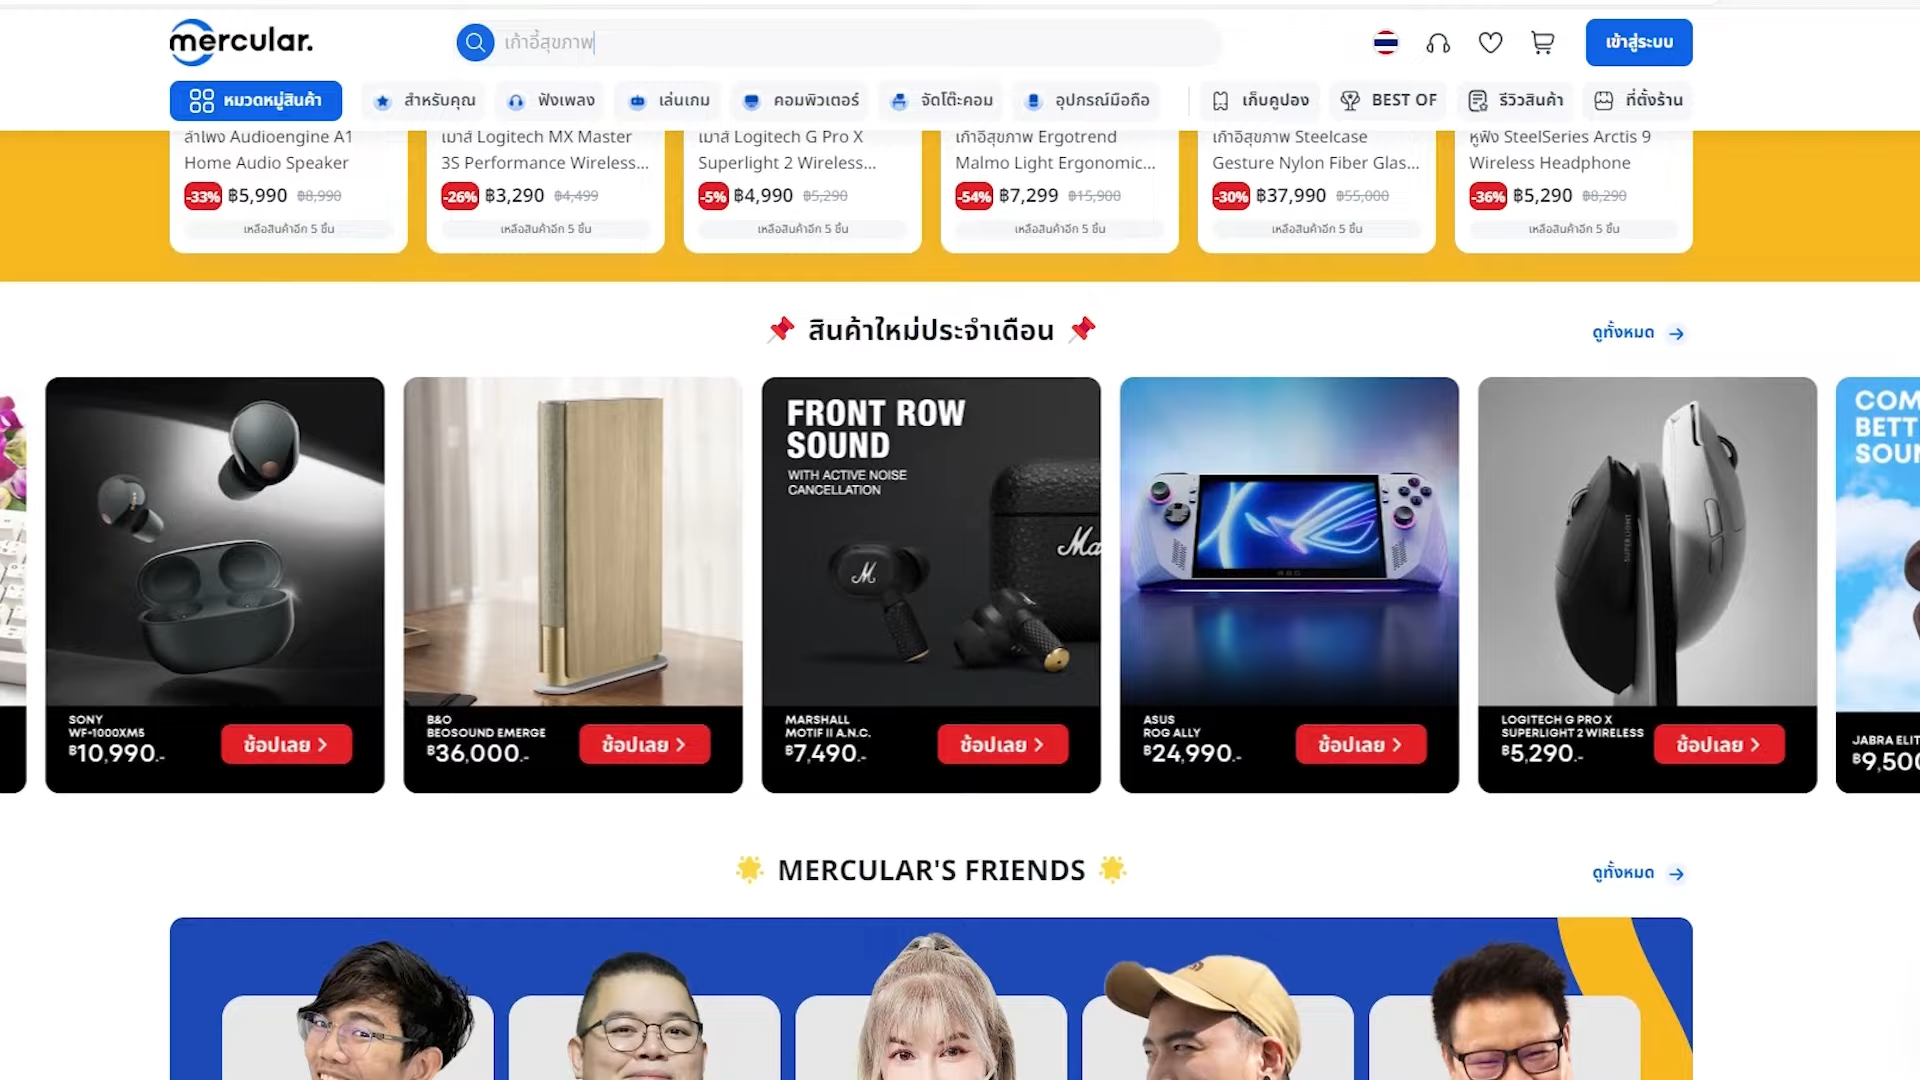 mercular.
เก้าอี้สุขภาพ
เข้าสู่ระบบ
หมวดหมู่สินค้า
สำหรับคุณ
ฟังเพลง
เล่นเกม
คอมพิวเตอร์
จัดโต๊ะคอม
อุปกรณ์มือถือ
เก็บคูปอง
BEST OF
รีวิวสินค้า
ที่ตั้งร้าน
ลำโพง Audioengine A1
Home Audio Speaker
-33% ฿5,990 ฿8,990
เหลือสินค้าอีก 5 ชิ้น
เมาส์ Logitech MX Master
3S Performance Wireless...
-26% ฿3,290 ฿4,499
เหลือสินค้าอีก 5 ชิ้น
เมาส์ Logitech G Pro X
Superlight 2 Wireless...
-5% ฿4,990 ฿5,290
เหลือสินค้าอีก 5 ชิ้น
เก้าอี้สุขภาพ Ergotrend
Malmo Light Ergonomic...
-54% ฿7,299 ฿15,900
เหลือสินค้าอีก 5 ชิ้น
เก้าอี้สุขภาพ Steelcase
Gesture Nylon Fiber Glas...
-30% ฿37,990 ฿55,000
เหลือสินค้าอีก 5 ชิ้น
หูฟัง SteelSeries Arctis 9
Wireless Headphone
-36% ฿5,290 ฿8,290
เหลือสินค้าอีก 5 ชิ้น
สินค้าใหม่ประจำเดือน
ดูทั้งหมด
SONY
WF-1000XM5
฿10,990.-
ช้อปเลย
B&O
BEOSOUND EMERGE
฿36,000.-
ช้อปเลย
FRONT ROW
SOUND
WITH ACTIVE NOISE
CANCELLATION
Ma
M
MARSHALL
MOTIF II A.N.C.
฿7,490.-
ช้อปเลย
ASUS
ROG ALLY
฿24,990.-
ช้อปเลย
SUPERLIGHT
LOGITECH G PRO X
SUPERLIGHT 2 WIRELESS
฿5,290.-
ช้อปเลย
COM
BETT
SOUN
JABRA ELIT
฿9,500
MERCULAR'S FRIENDS
ดูทั้งหมด